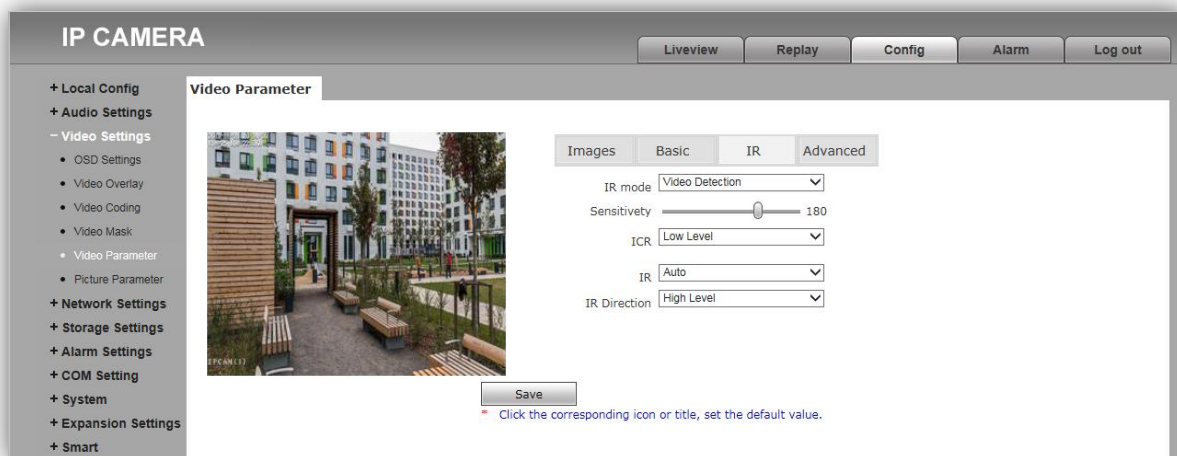 IP CAMERA
Liveview Replay Config Alarm Log out
+ Local Config
+ Audio Settings
− Video Settings
• OSD Settings
• Video Overlay
• Video Coding
• Video Mask
• Video Parameter
• Picture Parameter
+ Network Settings
+ Storage Settings
+ Alarm Settings
+ COM Setting
+ System
+ Expansion Settings
+ Smart
Video Parameter
IPCAM(1)
Images Basic IR Advanced
IR mode Video Detection
Sensitivety 180
ICR Low Level
IR Auto
IR Direction High Level
Save
* Click the corresponding icon or title, set the default value.